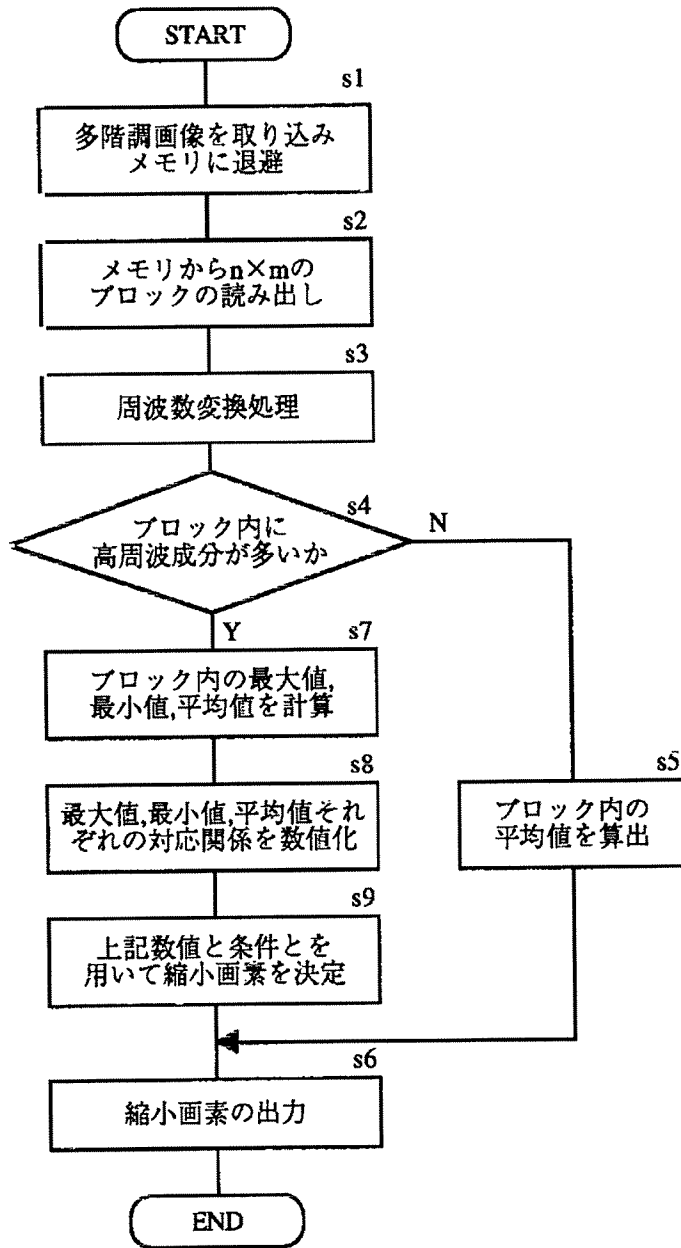 START
s1
多階調画像を取り込み
メモリに退避
s2
メモリからn×mの
ブロックの読み出し
s3
周波数変換処理
s4
ブロック内に
高周波成分が多いか
N
Y
s7
ブロック内の最大値,
最小値,平均値を計算
s8
最大値,最小値,平均値それ
ぞれの対応関係を数値化
s5
ブロック内の
平均値を算出
s9
上記数値と条件とを
用いて縮小画素を決定
s6
縮小画素の出力
END